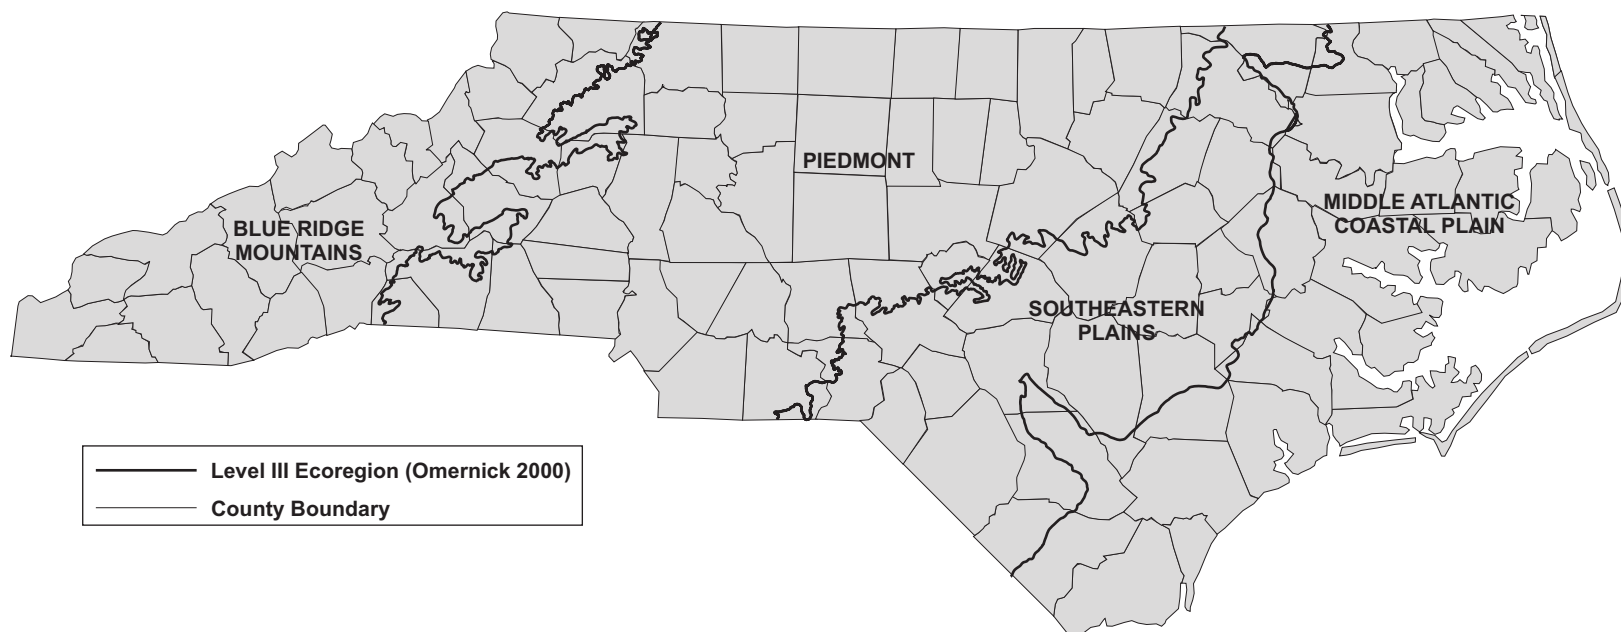 PIEDMONT
BLUE RIDGE
MOUNTAINS
MIDDLE ATLANTIC
COASTAL PLAIN
SOUTHEASTERN
PLAINS
Level III Ecoregion (Omernick 2000)
County Boundary